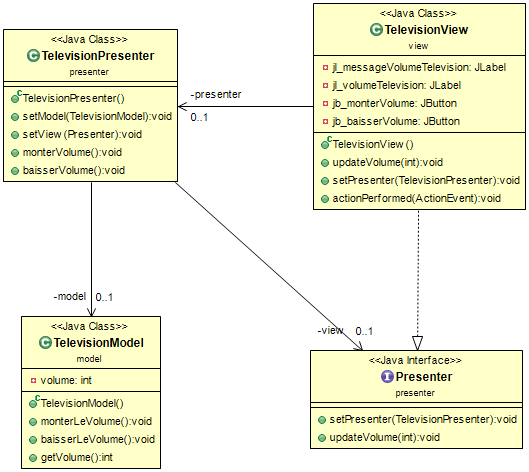 <<Java Class>>
TelevisionPresenter
presenter
TelevisionPresenter()
setModel(TelevisionModel):void
setView (Presenter):void
monterVolume():void
baisserVolume():void
<<Java Class>>
TelevisionView
view
jl_messageVolumeTelevision: JLabel
jl_volumeTelevision: JLabel
jb_monterVolume: JButton
jb_baisserVolume: JButton
TelevisionView ()
updateVolume(int):void
setPresenter(TelevisionPresenter):void
actionPerformed(ActionEvent):void
-presenter
0..1
-model
0..1
-view
0..1
<<Java Class>>
TelevisionModel
model
volume: int
TelevisionModel()
monterLeVolume():void
baisserLeVolume():void
getVolume():int
<<Java Interface>>
Presenter
presenter
setPresenter(TelevisionPresenter):void
updateVolume(int):void